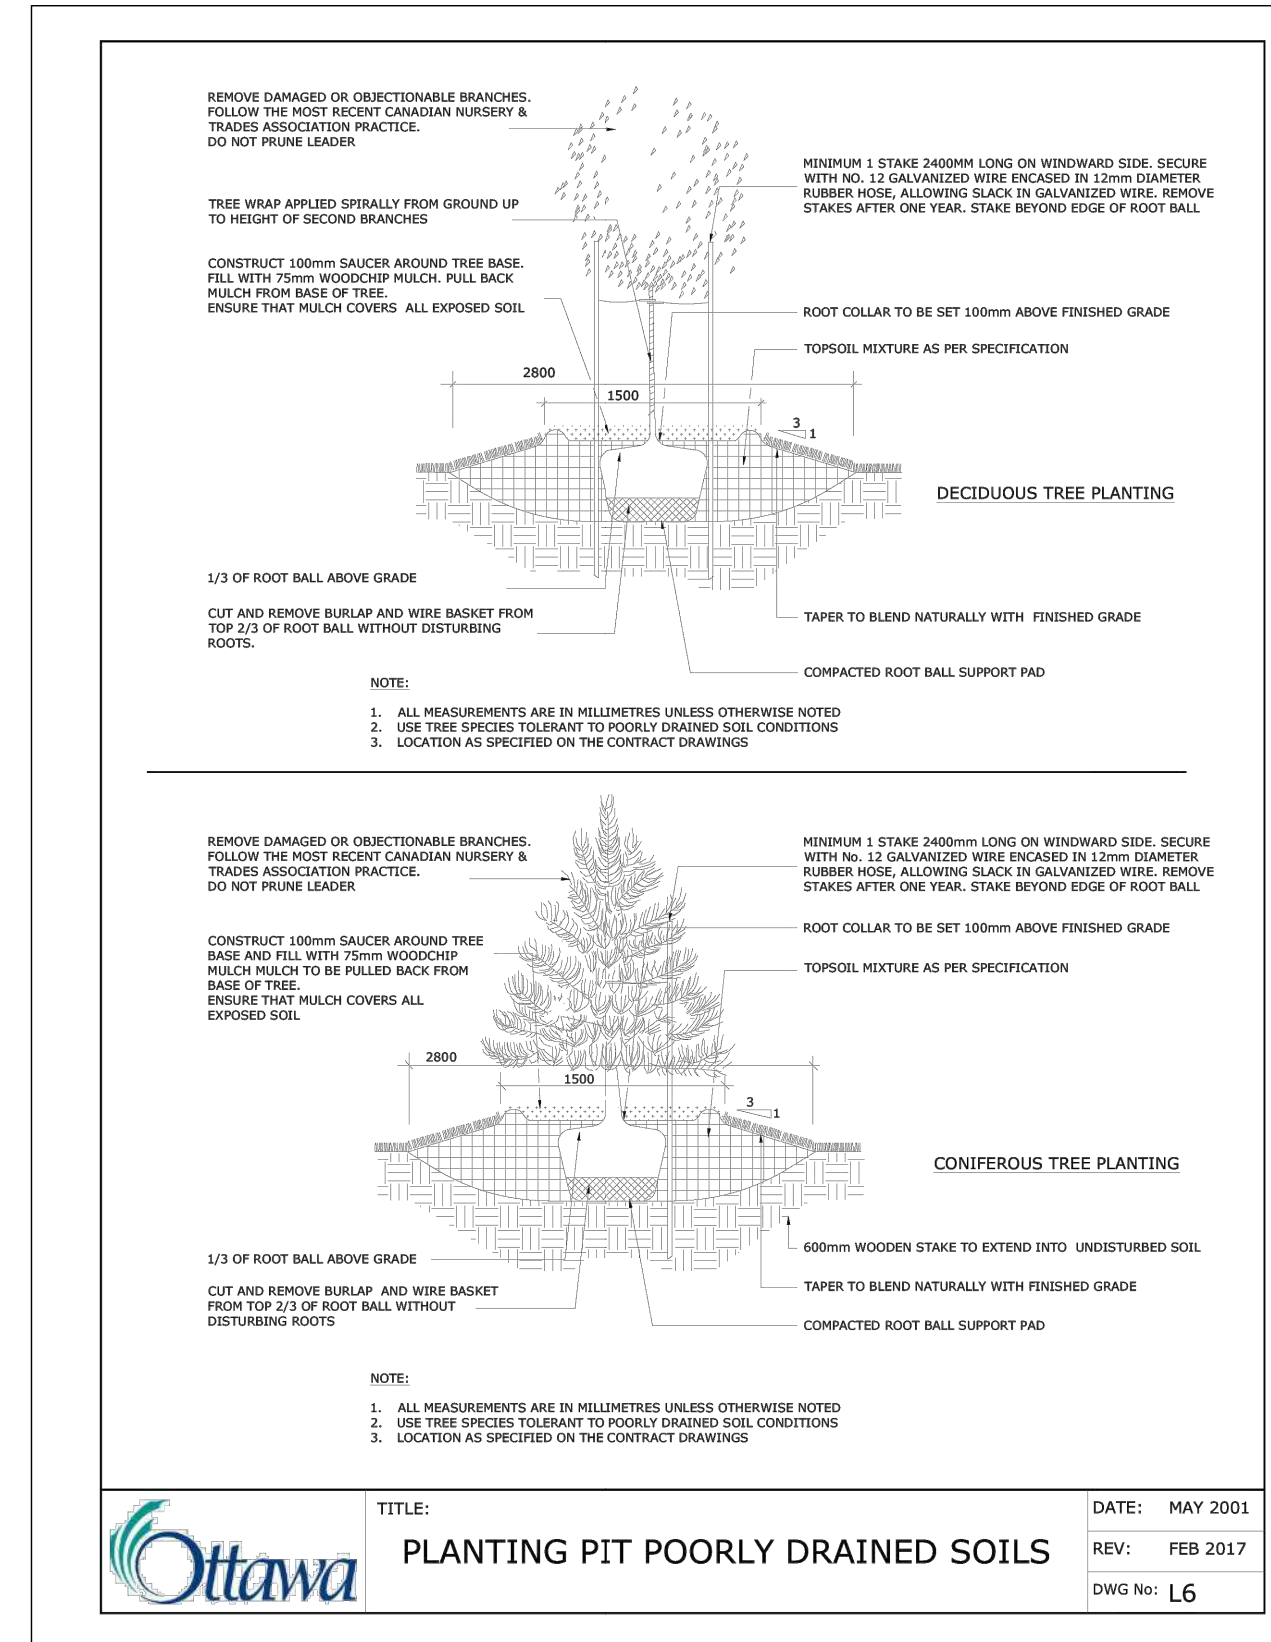 REMOVE DAMAGED OR OBJECTIONABLE BRANCHES.
FOLLOW THE MOST RECENT CANADIAN NURSERY &
TRADES ASSOCIATION PRACTICE.
DO NOT PRUNE LEADER
MINIMUM 1 STAKE 2400MM LONG ON WINDWARD SIDE. SECURE
WITH NO. 12 GALVANIZED WIRE ENCASED IN 12mm DIAMETER
RUBBER HOSE, ALLOWING SLACK IN GALVANIZED WIRE. REMOVE
STAKES AFTER ONE YEAR. STAKE BEYOND EDGE OF ROOT BALL
TREE WRAP APPLIED SPIRALLY FROM GROUND UP
TO HEIGHT OF SECOND BRANCHES
CONSTRUCT 100mm SAUCER AROUND TREE BASE.
FILL WITH 75mm WOODCHIP MULCH. PULL BACK
MULCH FROM BASE OF TREE.
ENSURE THAT MULCH COVERS ALL EXPOSED SOIL
ROOT COLLAR TO BE SET 100mm ABOVE FINISHED GRADE
TOPSOIL MIXTURE AS PER SPECIFICATION
2800
1500
3
1
DECIDUOUS TREE PLANTING
1/3 OF ROOT BALL ABOVE GRADE
CUT AND REMOVE BURLAP AND WIRE BASKET FROM
TOP 2/3 OF ROOT BALL WITHOUT DISTURBING
ROOTS.
TAPER TO BLEND NATURALLY WITH FINISHED GRADE
COMPACTED ROOT BALL SUPPORT PAD
NOTE:
1. ALL MEASUREMENTS ARE IN MILLIMETRES UNLESS OTHERWISE NOTED
2. USE TREE SPECIES TOLERANT TO POORLY DRAINED SOIL CONDITIONS
3. LOCATION AS SPECIFIED ON THE CONTRACT DRAWINGS
REMOVE DAMAGED OR OBJECTIONABLE BRANCHES.
FOLLOW THE MOST RECENT CANADIAN NURSERY &
TRADES ASSOCIATION PRACTICE.
DO NOT PRUNE LEADER
MINIMUM 1 STAKE 2400mm LONG ON WINDWARD SIDE. SECURE
WITH No. 12 GALVANIZED WIRE ENCASED IN 12mm DIAMETER
RUBBER HOSE, ALLOWING SLACK IN GALVANIZED WIRE. REMOVE
STAKES AFTER ONE YEAR. STAKE BEYOND EDGE OF ROOT BALL
ROOT COLLAR TO BE SET 100mm ABOVE FINISHED GRADE
CONSTRUCT 100mm SAUCER AROUND TREE
BASE AND FILL WITH 75mm WOODCHIP
MULCH MULCH TO BE PULLED BACK FROM
BASE OF TREE.
ENSURE THAT MULCH COVERS ALL
EXPOSED SOIL
TOPSOIL MIXTURE AS PER SPECIFICATION
2800
1500
3
1
CONIFEROUS TREE PLANTING
600mm WOODEN STAKE TO EXTEND INTO UNDISTURBED SOIL
1/3 OF ROOT BALL ABOVE GRADE
CUT AND REMOVE BURLAP AND WIRE BASKET
FROM TOP 2/3 OF ROOT BALL WITHOUT
DISTURBING ROOTS
TAPER TO BLEND NATURALLY WITH FINISHED GRADE
COMPACTED ROOT BALL SUPPORT PAD
NOTE:
1. ALL MEASUREMENTS ARE IN MILLIMETRES UNLESS OTHERWISE NOTED
2. USE TREE SPECIES TOLERANT TO POORLY DRAINED SOIL CONDITIONS
3. LOCATION AS SPECIFIED ON THE CONTRACT DRAWINGS
Ottawa
TITLE:
PLANTING PIT POORLY DRAINED SOILS
DATE: MAY 2001
REV: FEB 2017
DWG No: L6